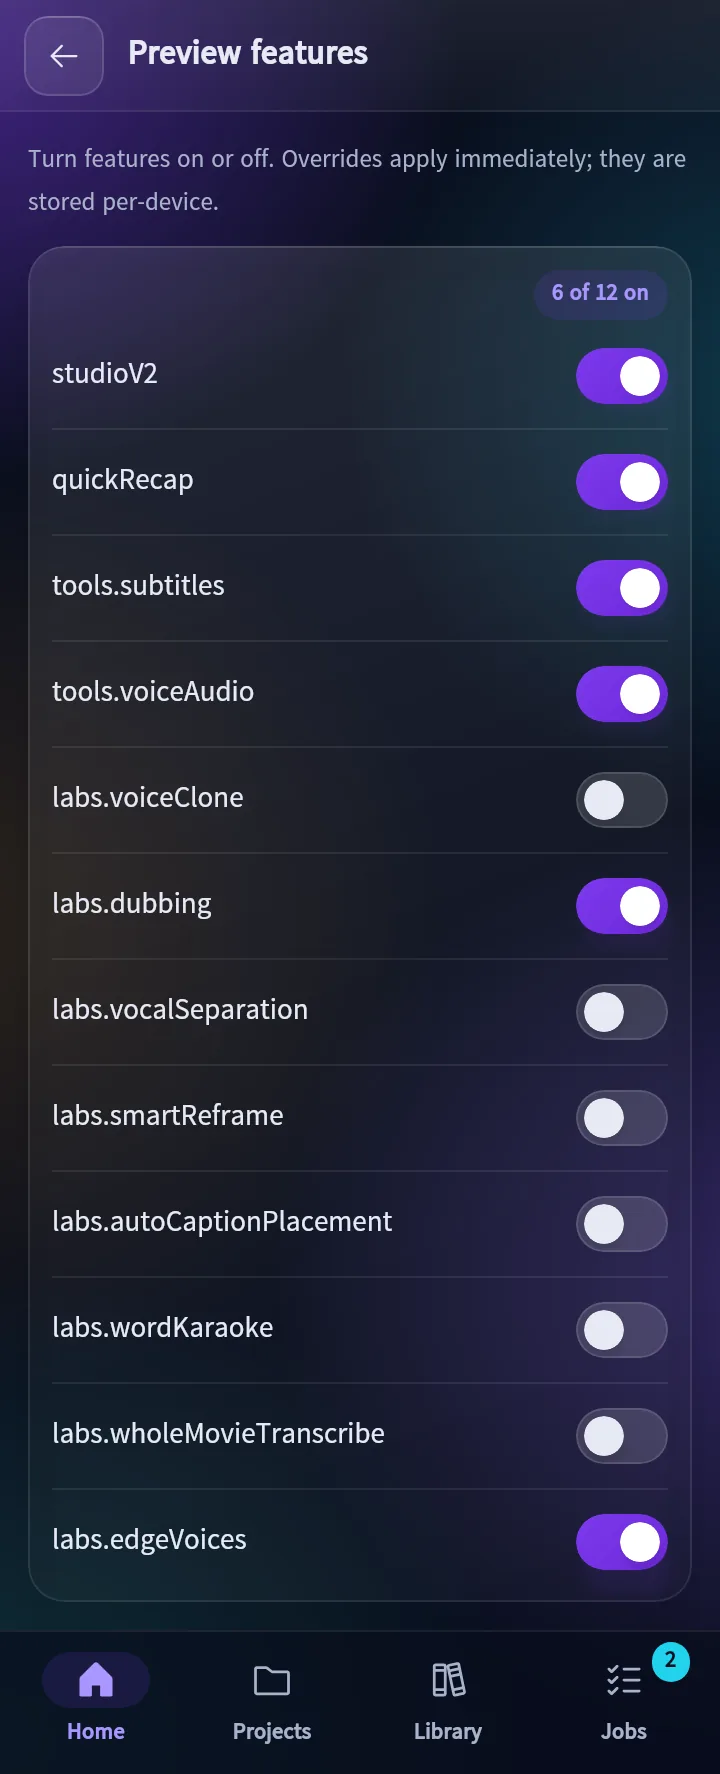 Preview features
Turn features on or off. Overrides apply immediately; they are
stored per-device.
6 of 12 on
studioV2
quickRecap
tools.subtitles
tools.voiceAudio
labs.voiceClone
labs.dubbing
labs.vocalSeparation
labs.smartReframe
labs.autoCaptionPlacement
labs.wordKaraoke
labs.wholeMovieTranscribe
labs.edgeVoices
2
Home
Projects
Library
Jobs